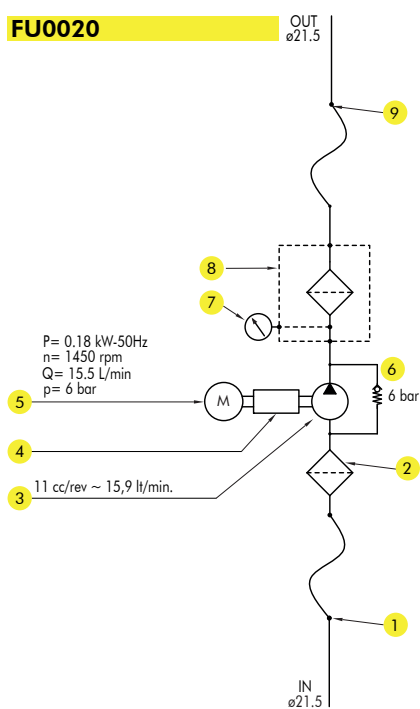 FU0020
OUT
ø21.5
9
8
7
P= 0.18 kW-50Hz
n= 1450 rpm
Q= 15.5 L/min
p= 6 bar
6
6 bar
5
M
4
2
3
11 cc/rev ~ 15,9 lt/min.
1
IN
ø21.5